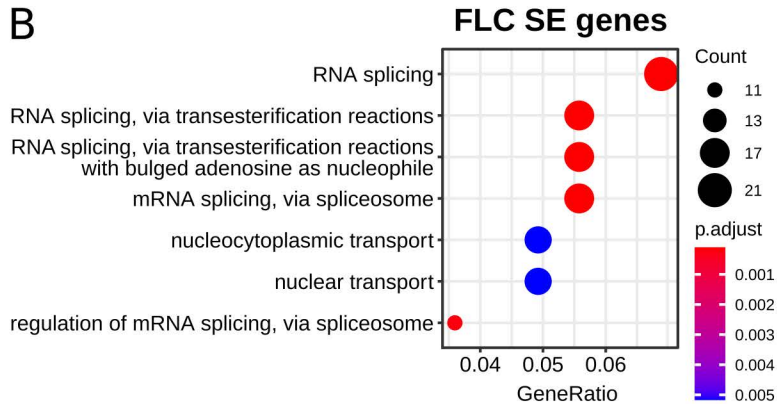 B
FLC SE genes
RNA splicing
RNA splicing, via transesterification reactions
RNA splicing, via transesterification reactions
with bulged adenosine as nucleophile
mRNA splicing, via spliceosome
nucleocytoplasmic transport
nuclear transport
regulation of mRNA splicing, via spliceosome
0.04 0.05 0.06
GeneRatio
Count
11
13
17
21
p.adjust
0.001
0.002
0.003
0.004
0.005